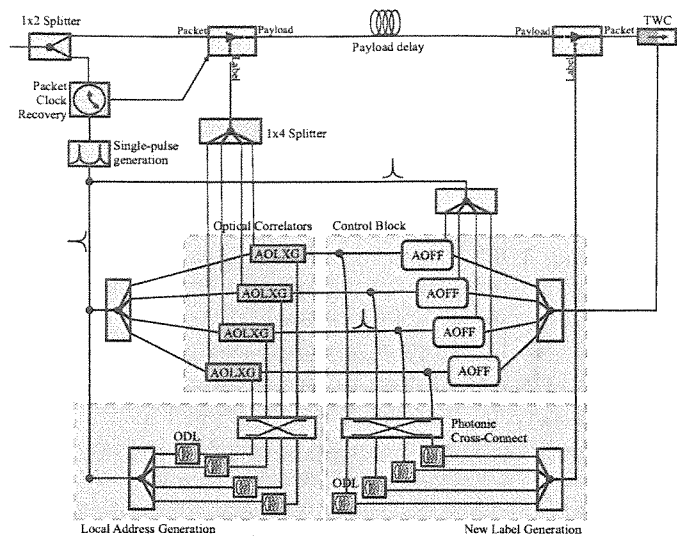 1x2 Splitter
Packet
Payload
Payload delay
Payload
Packet
TWC
Label
Label
Packet
Clock
Recovery
1x4 Splitter
Single-pulse
generation
Optical Correlators
Control Block
AOLXG
AOFF
AOLXG
AOFF
AOLXG
AOFF
AOLXG
AOFF
Photonic
Cross-Connect
ODL
ODL
Local Address Generation
New Label Generation